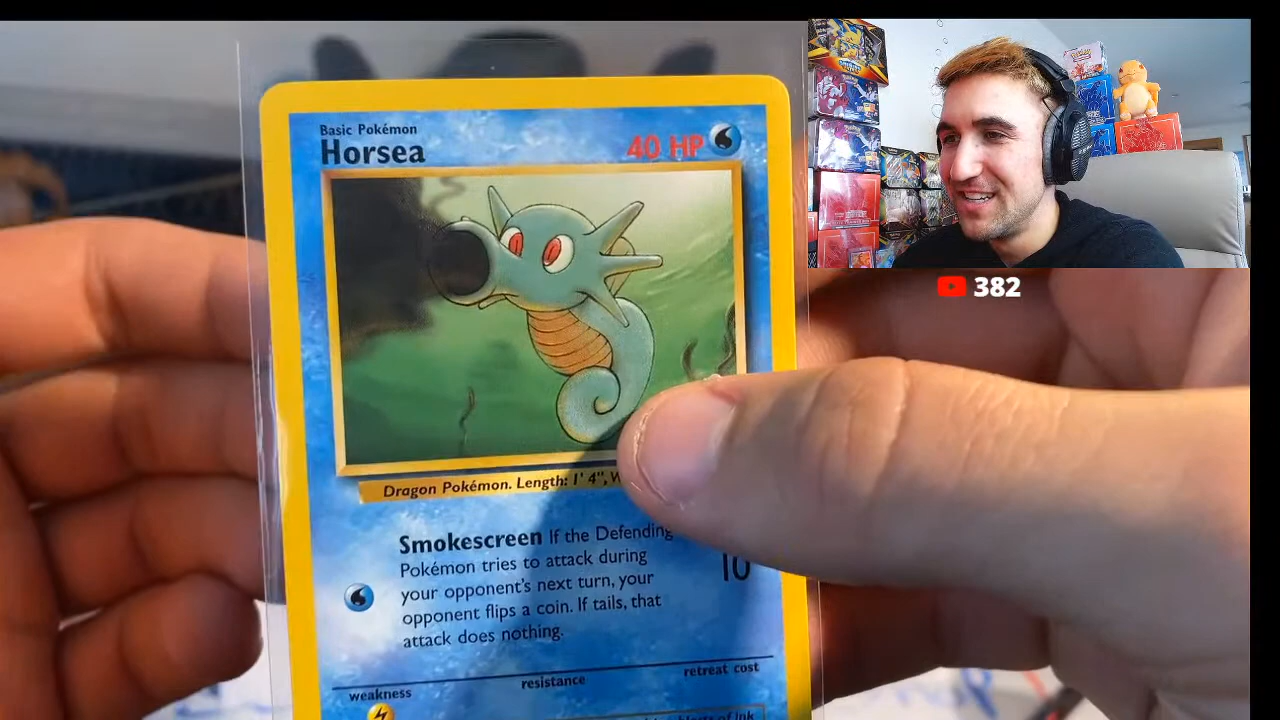 Basic Pokémon
Horsea 40 HP
382
Dragon Pokémon. Length: 1' 4",
Smokescreen If the Defending
Pokémon tries to attack during
your opponent's next turn, your
opponent flips a coin. If tails, that
attack does nothing.
10
weakness resistance retreat cost
of ink